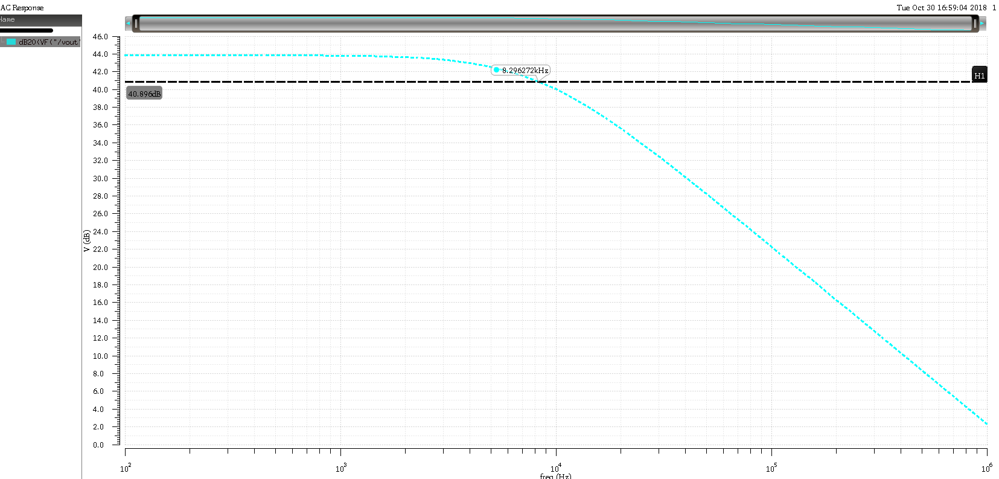 AC Response
Tue Oct 30 16:59:04 2018 1
Name
dB20(VF("/vout"
46.0
44.0
42.0
40.0
38.0
36.0
34.0
32.0
30.0
28.0
26.0
24.0
22.0
20.0
18.0
16.0
14.0
12.0
10.0
8.0
6.0
4.0
2.0
0.0
V (dB)
8.296272kHz
H1
40.896dB
10² 10³ 10⁴ 10⁵ 10⁶
freq (Hz)